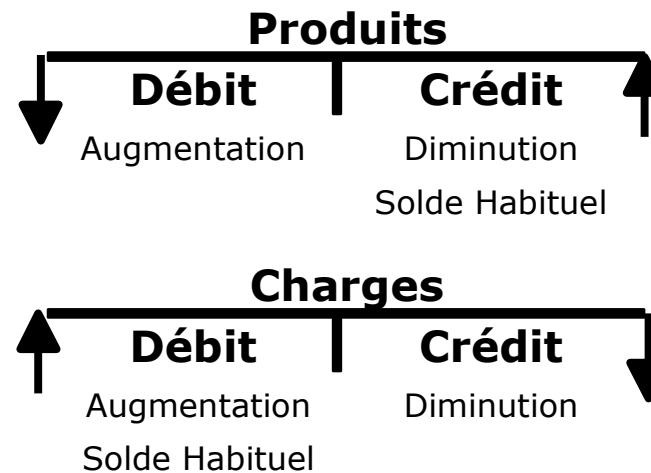 Produits
Débit Crédit
Augmentation Diminution
Solde Habituel
Charges
Débit Crédit
Augmentation Diminution
Solde Habituel